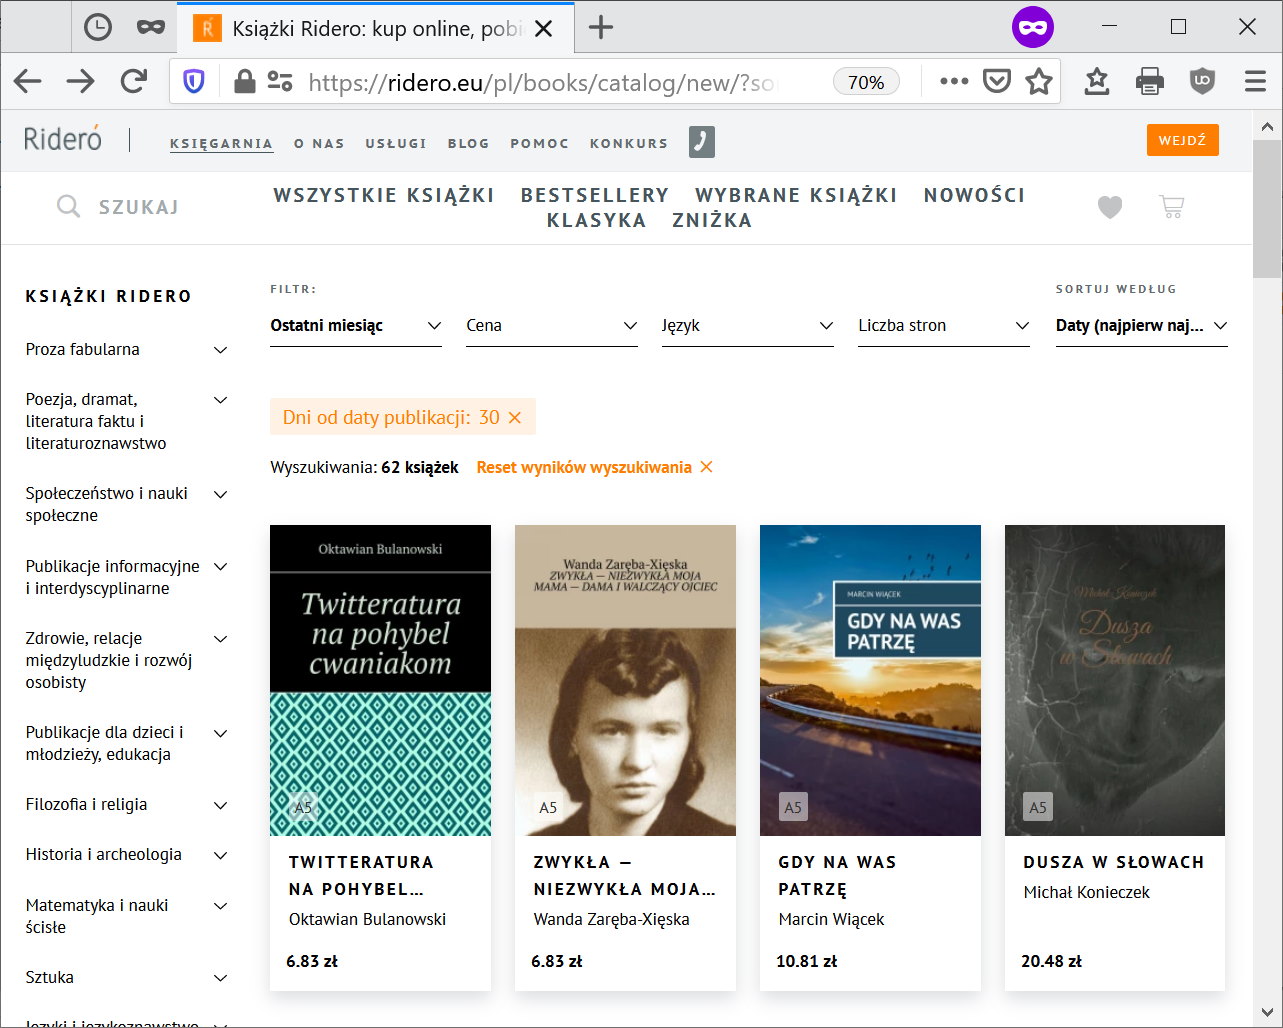 Książki Ridero: kup online, pobi
https://ridero.eu/pl/books/catalog/new/?so
70%
Rideró
KSIĘGARNIA O NAS USŁUGI BLOG POMOC KONKURS
WEJDŹ
SZUKAJ
WSZYSTKIE KSIĄŻKI BESTSELLERY WYBRANE KSIĄŻKI NOWOŚCI
KLASYKA ZNIŻKA
KSIĄŻKI RIDERO
Proza fabularna
Poezja, dramat,
literatura faktu i
literaturoznawstwo
Społeczeństwo i nauki
społeczne
Publikacje informacyjne
i interdyscyplinarne
Zdrowie, relacje
międzyludzkie i rozwój
osobisty
Publikacje dla dzieci i
młodzieży, edukacja
Filozofia i religia
Historia i archeologia
Matematyka i nauki
ścisłe
Sztuka
Języki i językoznawstwo
FILTR:
SORTUJ WEDŁUG
Ostatni miesiąc Cena Język Liczba stron Daty (najpierw naj...
Dni od daty publikacji: 30 ×
Wyszukiwania: 62 książek Reset wyników wyszukiwania ×
Oktawian Bulanowski
Twitteratura
na pohybel
cwaniakom
A5
TWITTERATURA
NA POHYBEL...
Oktawian Bulanowski
6.83 zł
Wanda Zaręba-Xięska
ZWYKŁA — NIEZWYKŁA MOJA
MAMA — DAMA I WALCZĄCY OJCIEC
A5
ZWYKŁA —
NIEZWYKŁA MOJA...
Wanda Zaręba-Xięska
6.83 zł
MARCIN WIĄCEK
GDY NA WAS
PATRZĘ
A5
GDY NA WAS
PATRZĘ
Marcin Wiącek
10.81 zł
Michał Konieczek
Dusza
w Słowach
A5
DUSZA W SŁOWACH
Michał Konieczek
20.48 zł